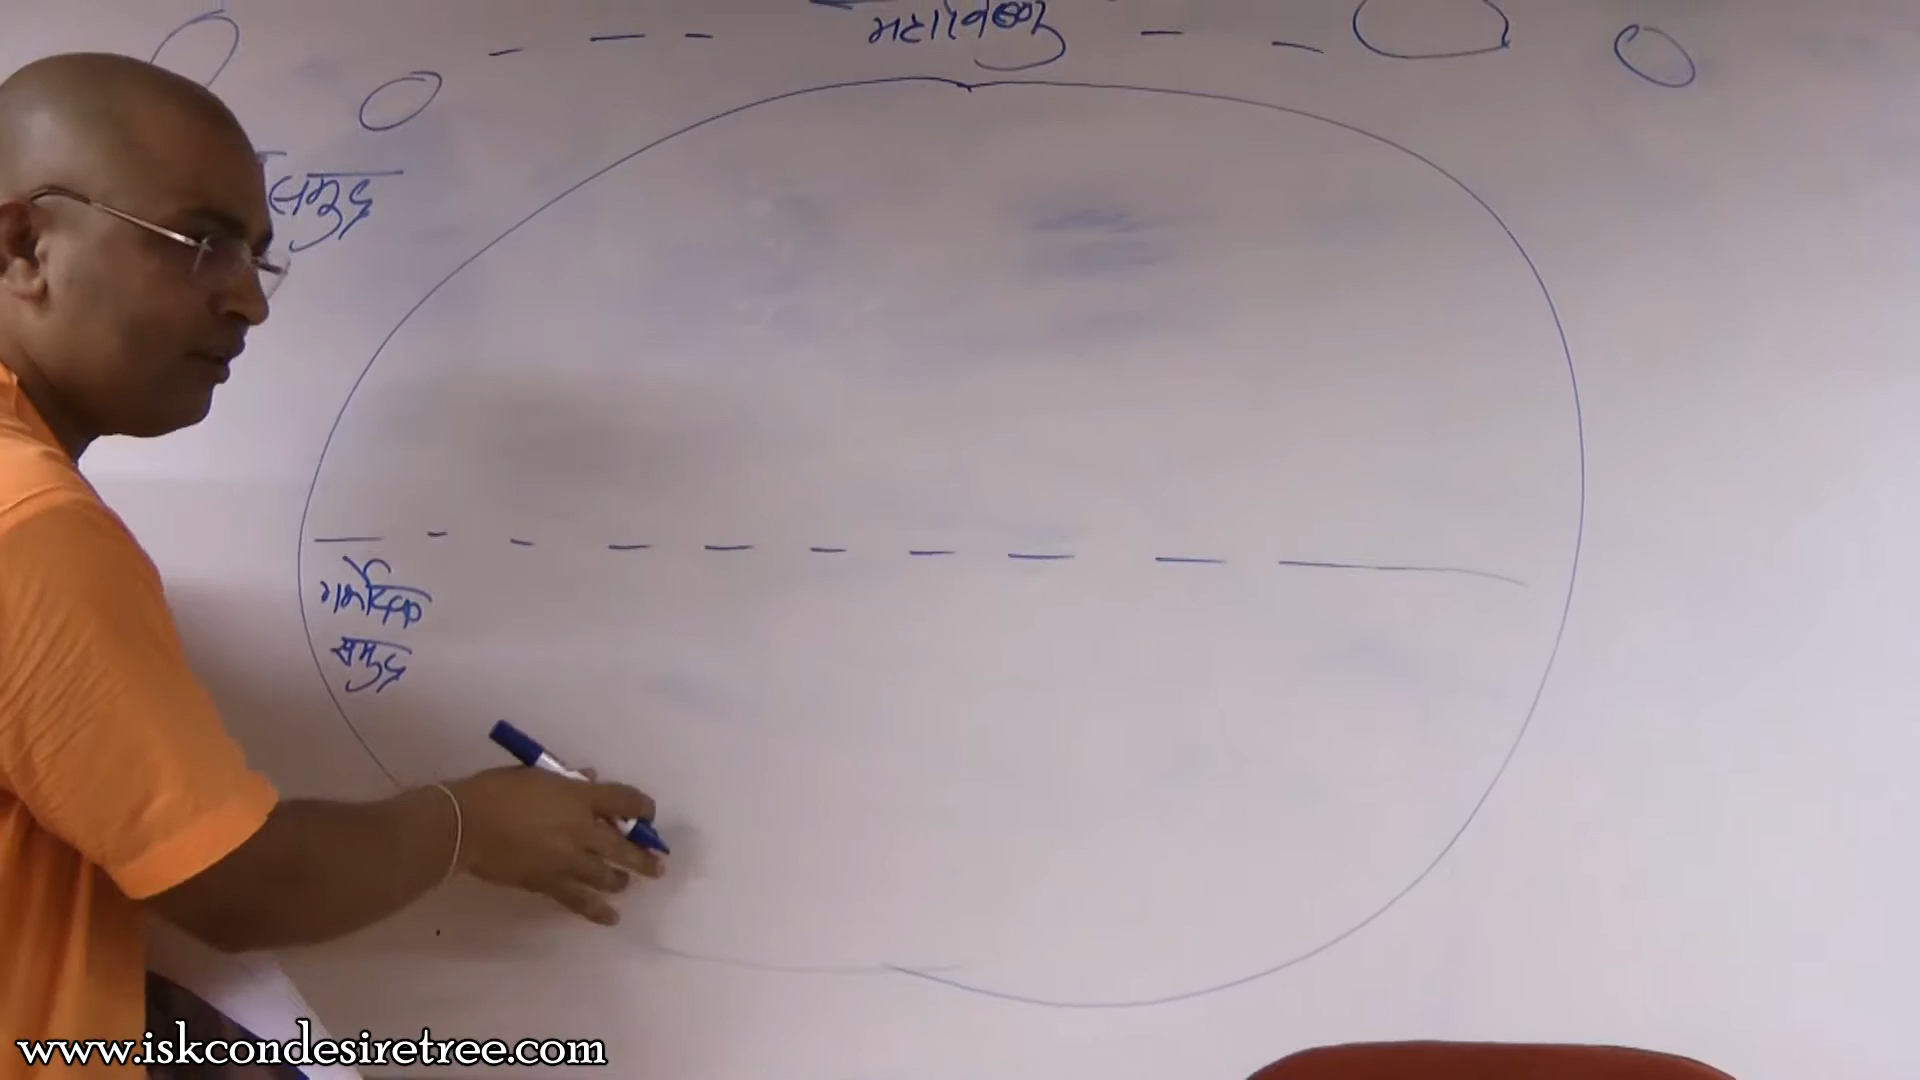 महाविष्णु
समुद्र
गर्भोदक
समुद्र
www.iskcondesiretree.com